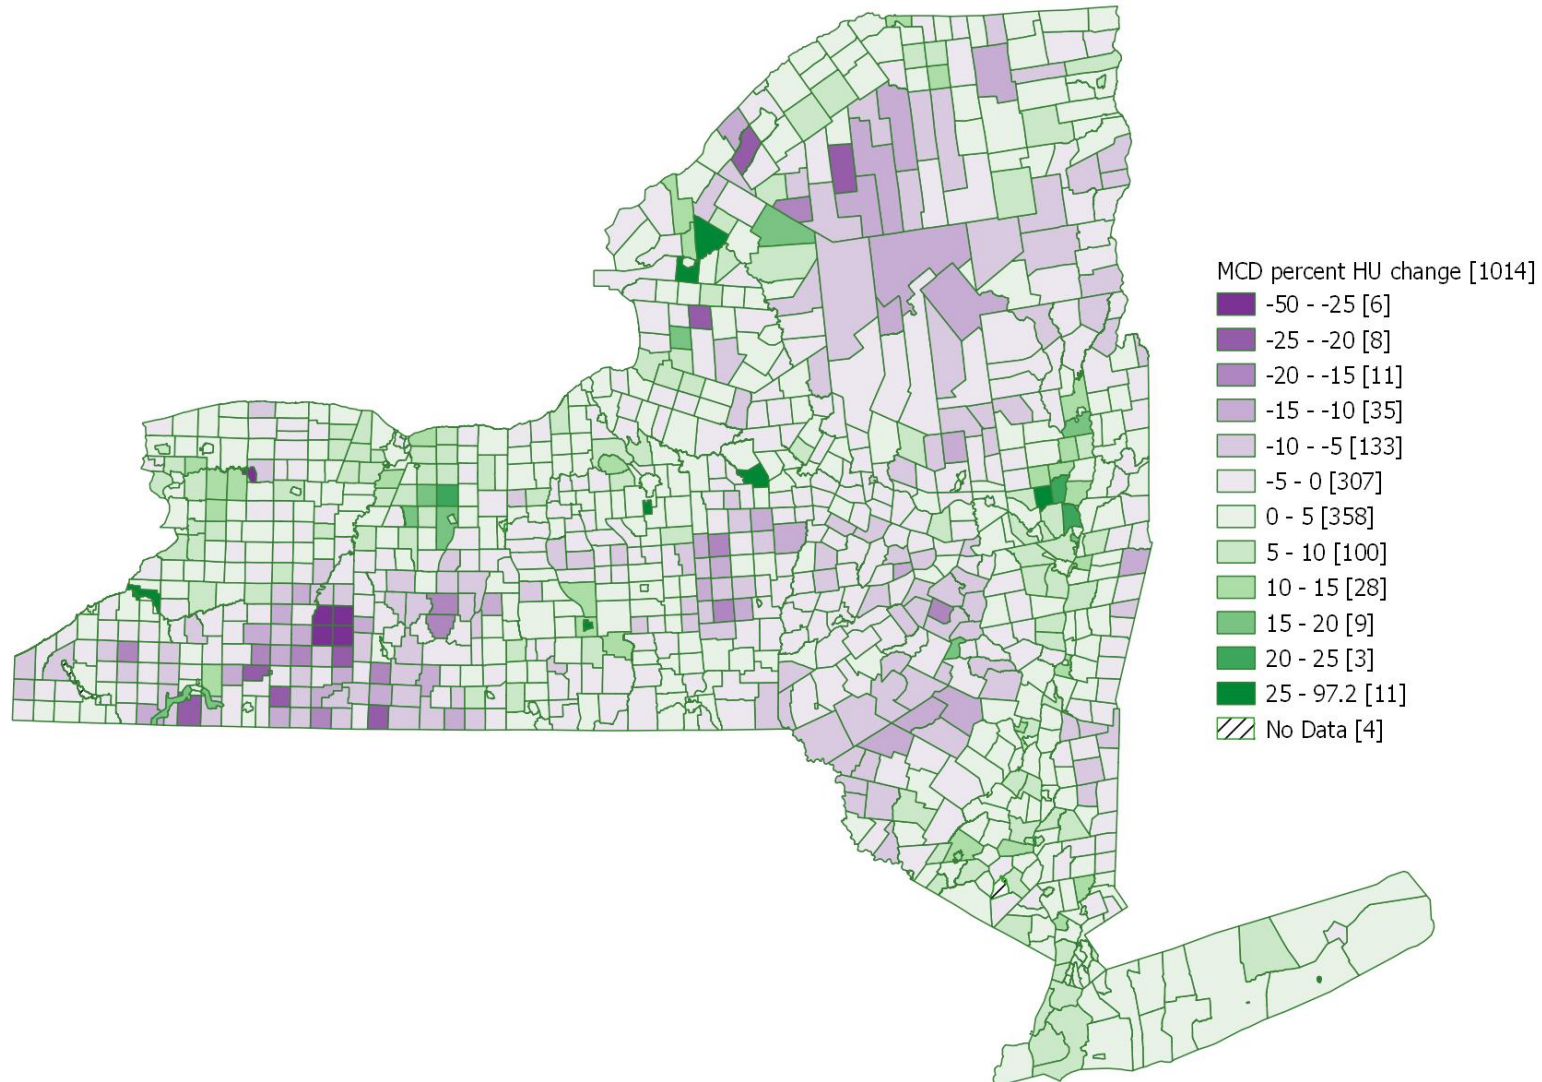 MCD percent HU change [1014]
-50 - -25 [6]
-25 - -20 [8]
-20 - -15 [11]
-15 - -10 [35]
-10 - -5 [133]
-5 - 0 [307]
0 - 5 [358]
5 - 10 [100]
10 - 15 [28]
15 - 20 [9]
20 - 25 [3]
25 - 97.2 [11]
No Data [4]